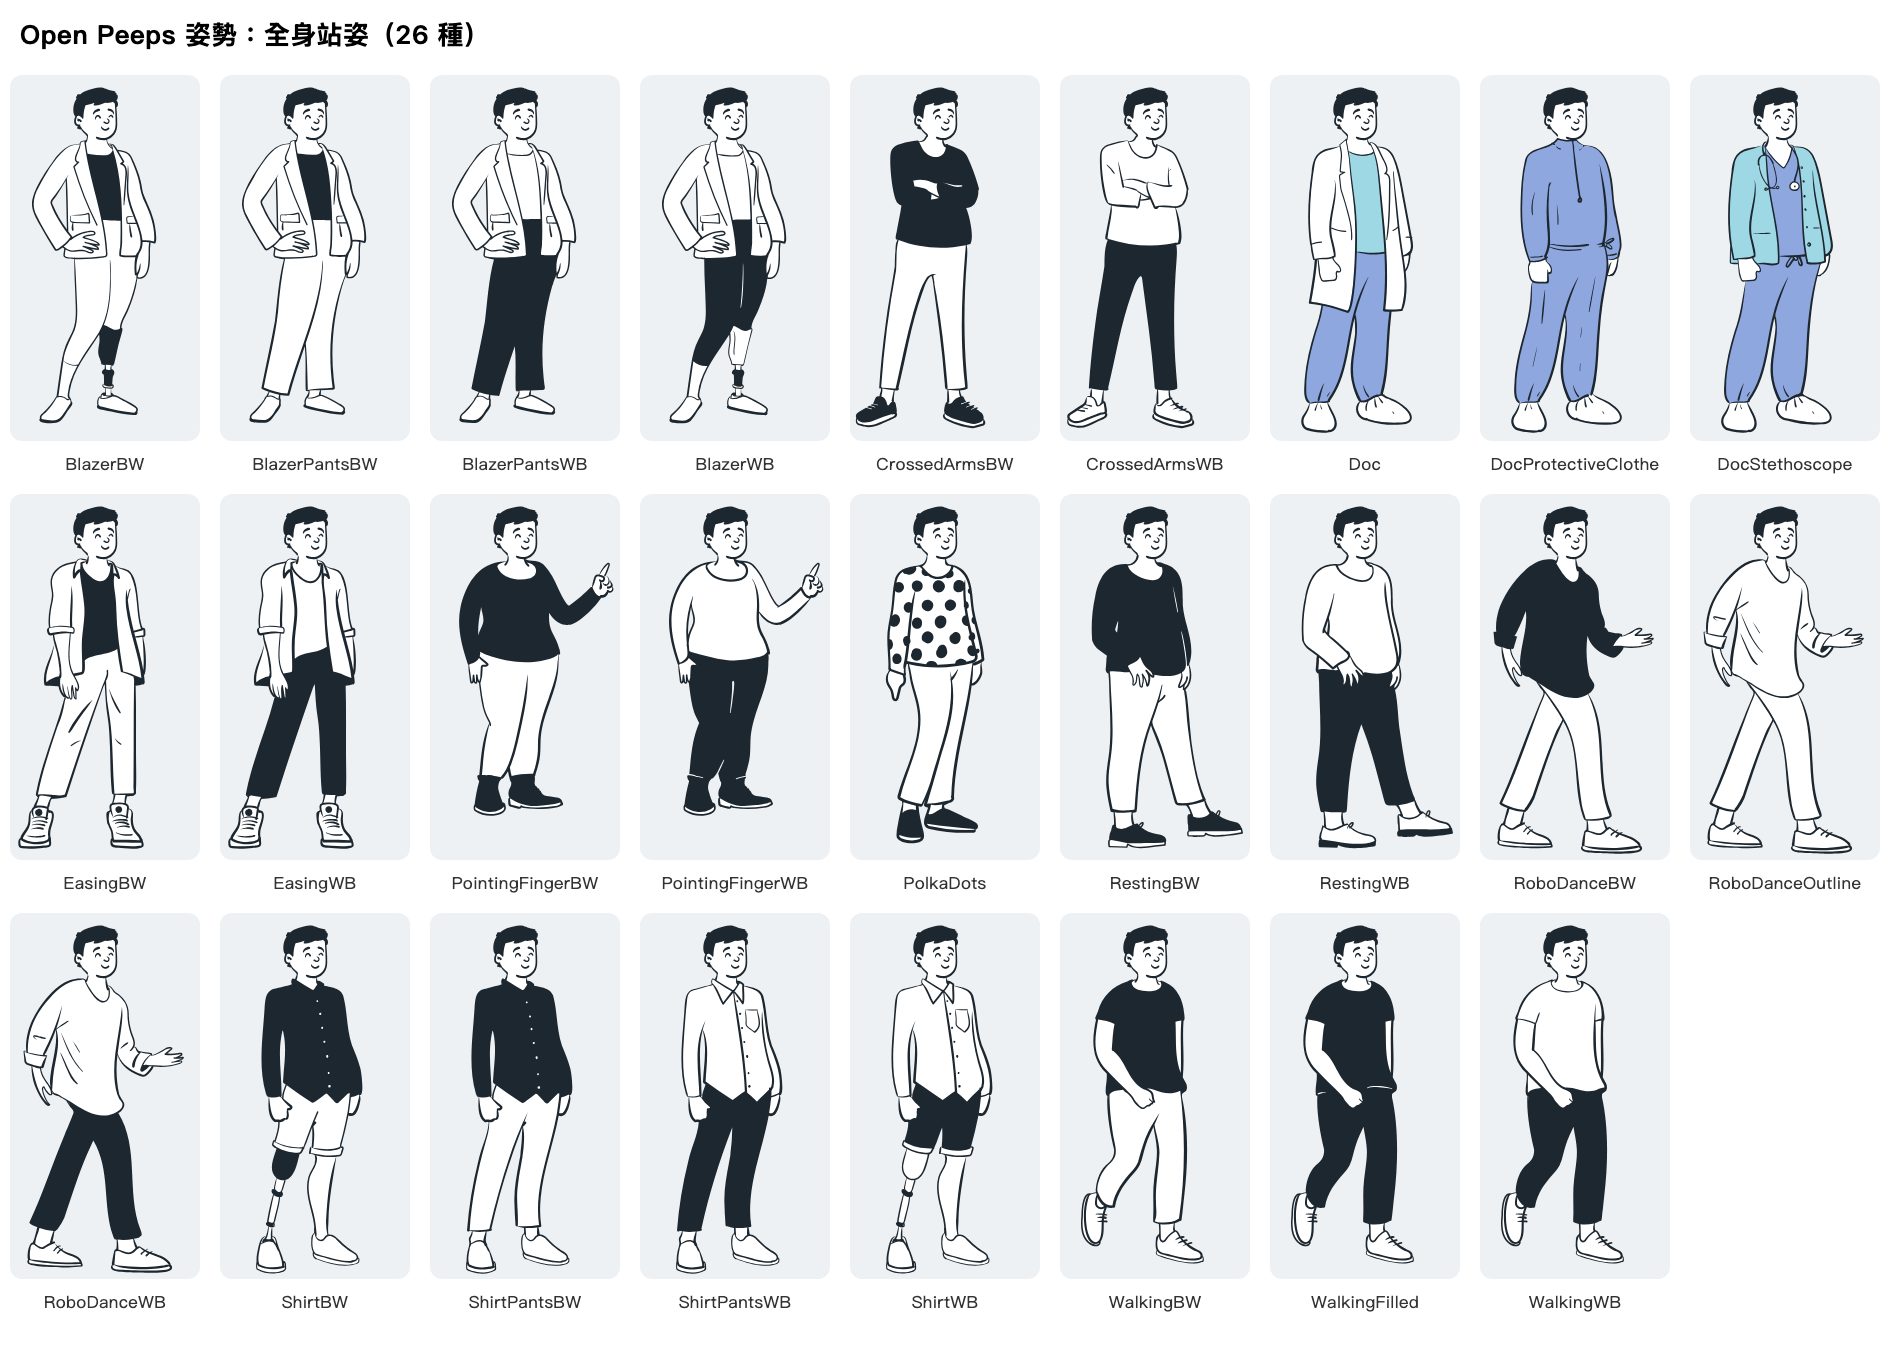 Open Peeps 姿勢：全身站姿（26 種）
BlazerBW
BlazerPantsBW
BlazerPantsWB
BlazerWB
CrossedArmsBW
CrossedArmsWB
Doc
DocProtectiveClothe
DocStethoscope
EasingBW
EasingWB
PointingFingerBW
PointingFingerWB
PolkaDots
RestingBW
RestingWB
RoboDanceBW
RoboDanceOutline
RoboDanceWB
ShirtBW
ShirtPantsBW
ShirtPantsWB
ShirtWB
WalkingBW
WalkingFilled
WalkingWB